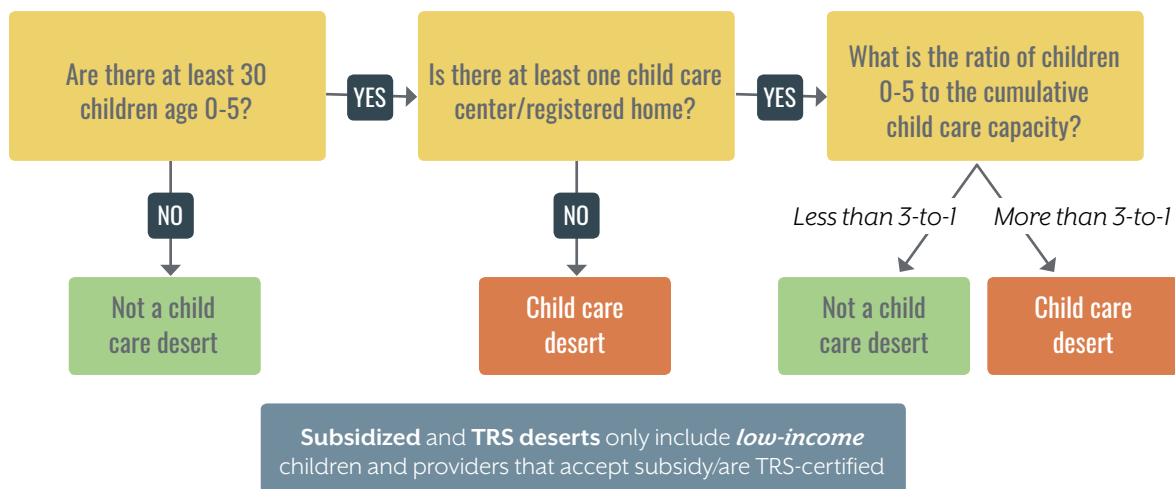 Are there at least 30
children age 0-5?
YES
Is there at least one child care
center/registered home?
YES
What is the ratio of children
0-5 to the cumulative
child care capacity?
NO
NO
Less than 3-to-1
More than 3-to-1
Not a child
care desert
Child care
desert
Not a child
care desert
Child care
desert
Subsidized and TRS deserts only include low-income
children and providers that accept subsidy/are TRS-certified